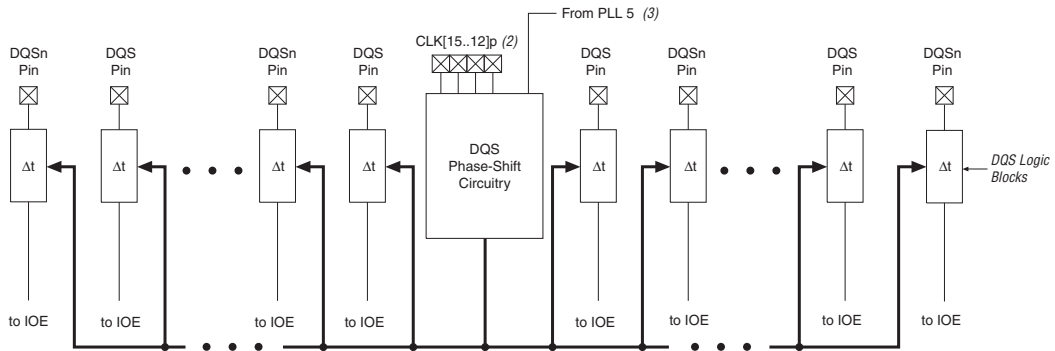 From PLL 5 (3)
CLK[15..12]p (2)
DQSn
Pin
DQS
Pin
DQSn
Pin
DQS
Pin
DQS
Pin
DQSn
Pin
DQS
Pin
DQSn
Pin
Δt
Δt
Δt
Δt
DQS
Phase-Shift
Circuitry
Δt
Δt
Δt
Δt
DQS Logic
Blocks
to IOE
to IOE
to IOE
to IOE
to IOE
to IOE
to IOE
to IOE